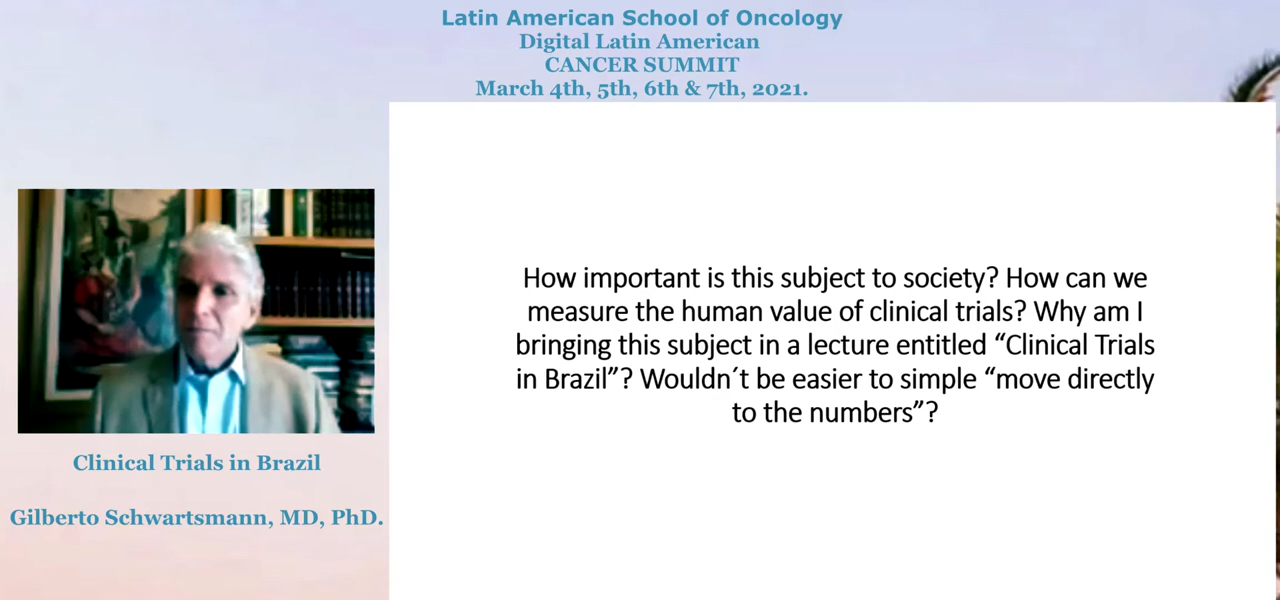 Latin American School of Oncology
Digital Latin American
CANCER SUMMIT
March 4th, 5th, 6th & 7th, 2021.
How important is this subject to society? How can we
measure the human value of clinical trials? Why am I
bringing this subject in a lecture entitled “Clinical Trials
in Brazil”? Wouldn´t be easier to simple “move directly
to the numbers”?
Clinical Trials in Brazil
Gilberto Schwartsmann, MD, PhD.